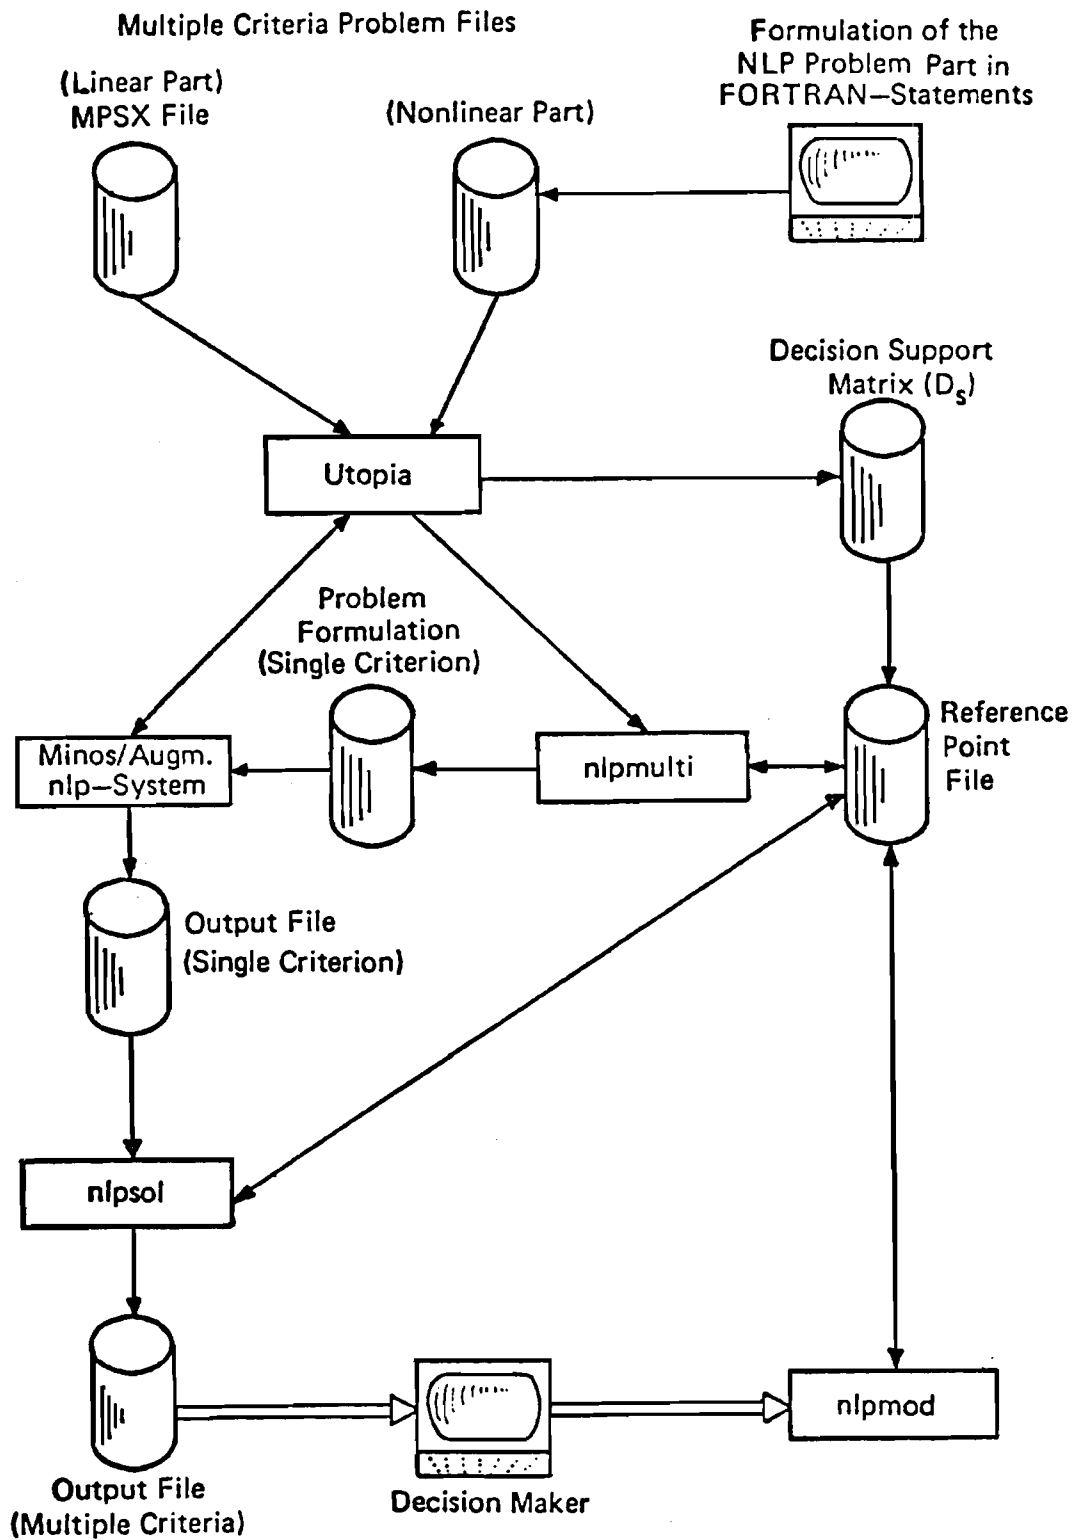 Multiple Criteria Problem Files
Formulation of the
NLP Problem Part in
FORTRAN—Statements
(Linear Part)
MPSX File
(Nonlinear Part)
Decision Support
Matrix (Ds)
Utopia
Problem
Formulation
(Single Criterion)
Reference
Point
File
Minos/Augm.
nlp—System
nlpmulti
Output File
(Single Criterion)
nlpsol
nlpmod
Output File
(Multiple Criteria)
Decision Maker